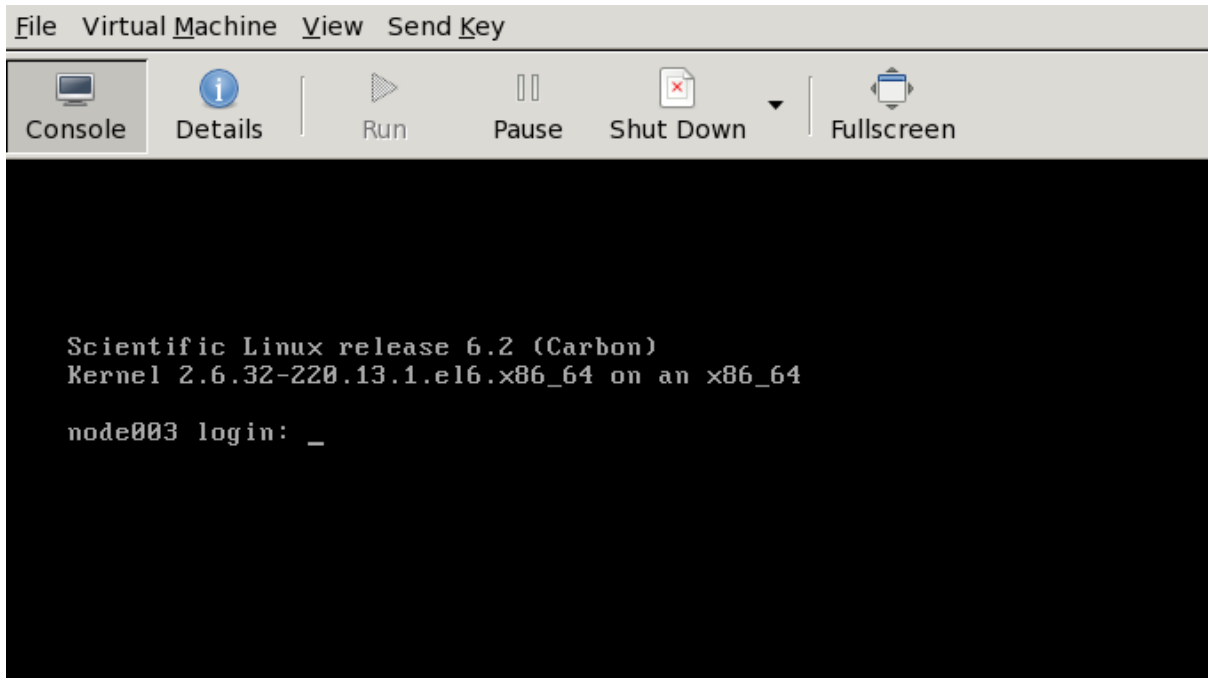 File Virtual Machine View Send Key
Console Details Run Pause Shut Down Fullscreen
Scientific Linux release 6.2 (Carbon)
Kernel 2.6.32-220.13.1.el6.x86_64 on an x86_64
node003 login: _